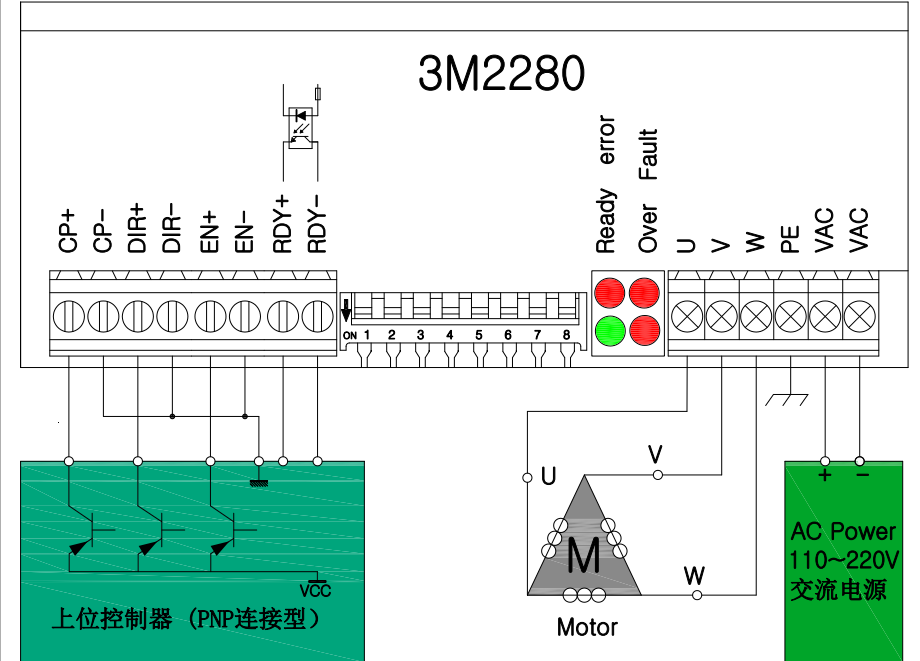 3M2280
CP+ CP- DIR+ DIR- EN+ EN- RDY+ RDY-
Ready error
Over Fault
U V W PE VAC VAC
ON 1 2 3 4 5 6 7 8
U
V
W
M
Motor
+ −
AC Power
110~220V
交流电源
VCC
上位控制器 (PNP连接型)